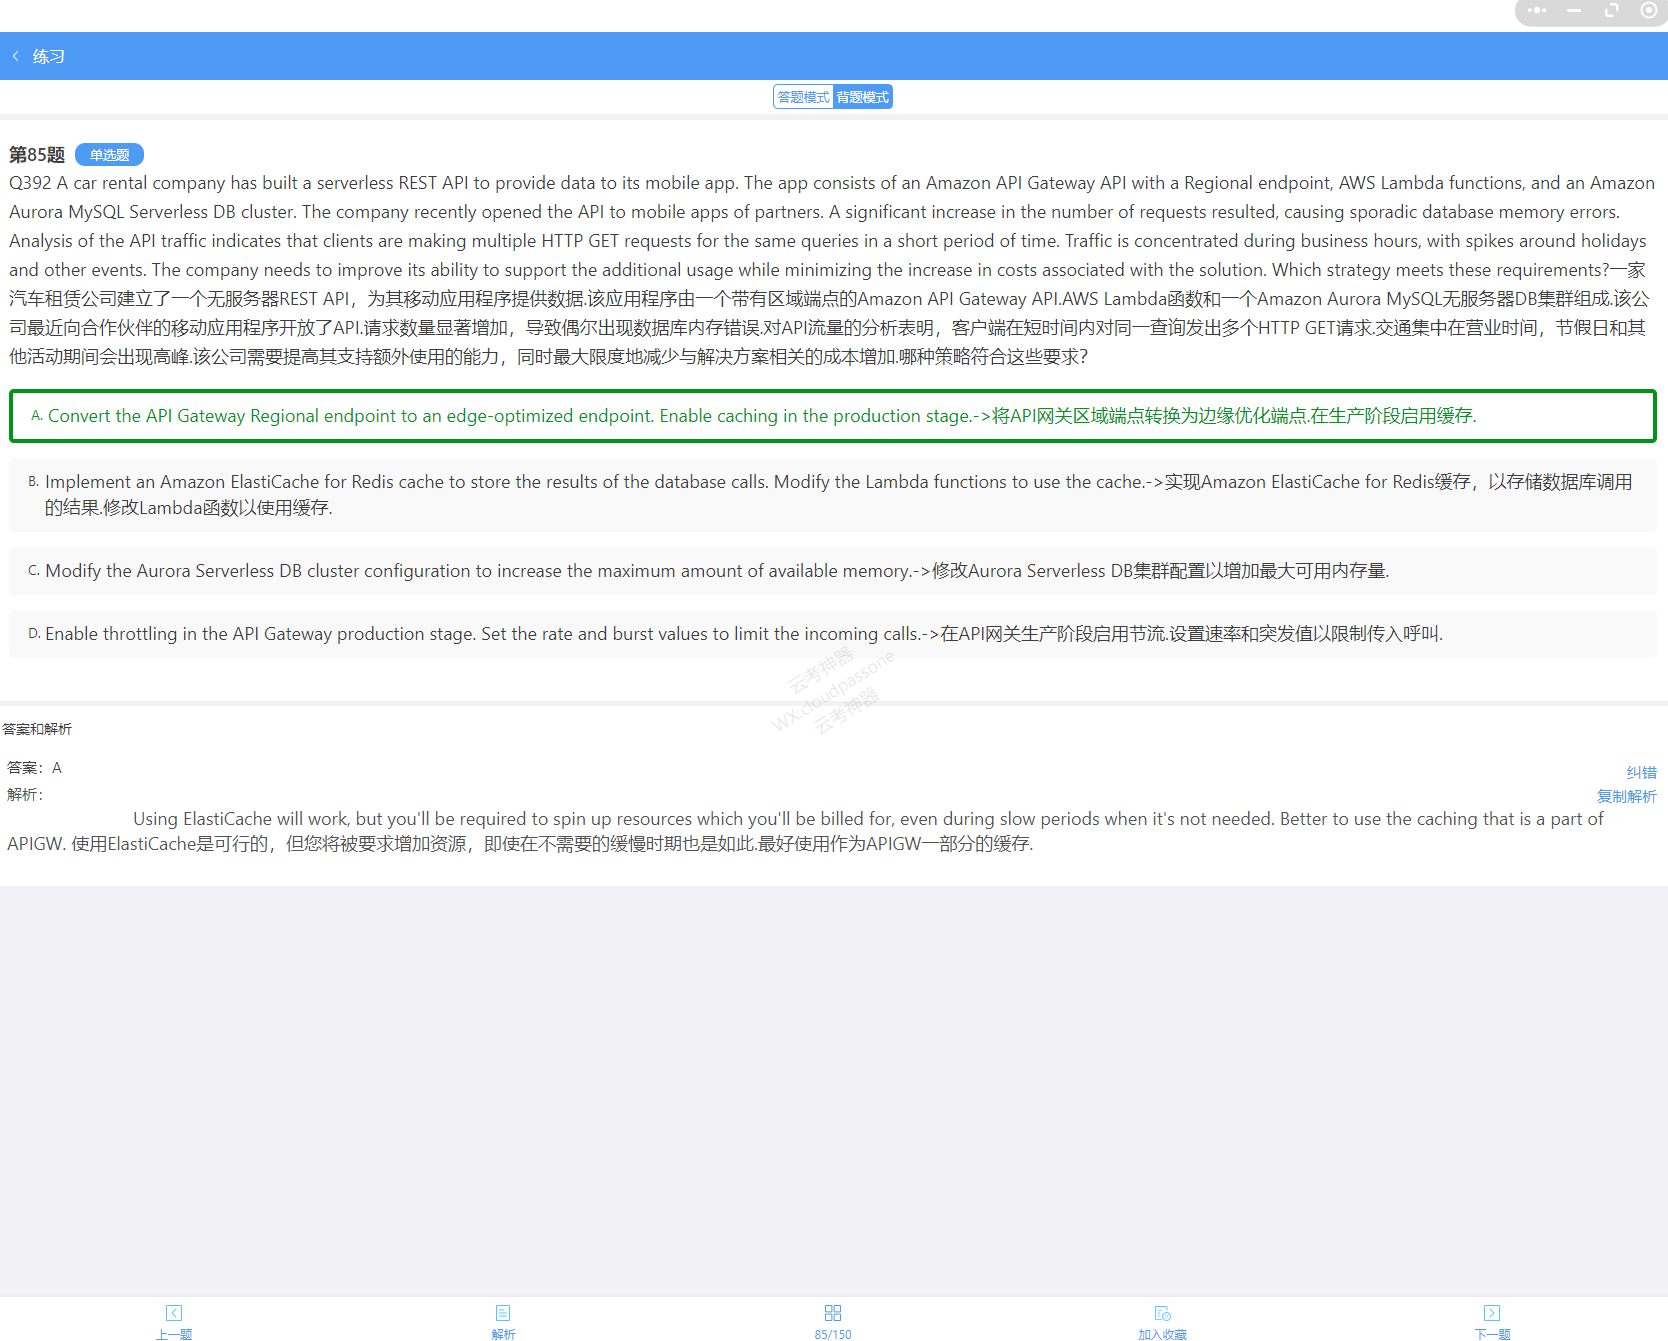 练习
答题模式 背题模式
第85题 单选题
Q392 A car rental company has built a serverless REST API to provide data to its mobile app. The app consists of an Amazon API Gateway API with a Regional endpoint, AWS Lambda functions, and an Amazon
Aurora MySQL Serverless DB cluster. The company recently opened the API to mobile apps of partners. A significant increase in the number of requests resulted, causing sporadic database memory errors.
Analysis of the API traffic indicates that clients are making multiple HTTP GET requests for the same queries in a short period of time. Traffic is concentrated during business hours, with spikes around holidays
and other events. The company needs to improve its ability to support the additional usage while minimizing the increase in costs associated with the solution. Which strategy meets these requirements?一家
汽车租赁公司建立了一个无服务器REST API，为其移动应用程序提供数据.该应用程序由一个带有区域端点的Amazon API Gateway API.AWS Lambda函数和一个Amazon Aurora MySQL无服务器DB集群组成.该公
司最近向合作伙伴的移动应用程序开放了API.请求数量显著增加，导致偶尔出现数据库内存错误.对API流量的分析表明，客户端在短时间内对同一查询发出多个HTTP GET请求.交通集中在营业时间，节假日和其
他活动期间会出现高峰.该公司需要提高其支持额外使用的能力，同时最大限度地减少与解决方案相关的成本增加.哪种策略符合这些要求?
A. Convert the API Gateway Regional endpoint to an edge-optimized endpoint. Enable caching in the production stage.->将API网关区域端点转换为边缘优化端点.在生产阶段启用缓存.
B. Implement an Amazon ElastiCache for Redis cache to store the results of the database calls. Modify the Lambda functions to use the cache.->实现Amazon ElastiCache for Redis缓存，以存储数据库调用
的结果.修改Lambda函数以使用缓存.
C. Modify the Aurora Serverless DB cluster configuration to increase the maximum amount of available memory.->修改Aurora Serverless DB集群配置以增加最大可用内存量.
D. Enable throttling in the API Gateway production stage. Set the rate and burst values to limit the incoming calls.->在API网关生产阶段启用节流.设置速率和突发值以限制传入呼叫.
云考神器
WX:cloudpassone
云考神器
答案和解析
答案：A
纠错
解析：
复制解析
Using ElastiCache will work, but you'll be required to spin up resources which you'll be billed for, even during slow periods when it's not needed. Better to use the caching that is a part of
APIGW. 使用ElastiCache是可行的，但您将被要求增加资源，即使在不需要的缓慢时期也是如此.最好使用作为APIGW一部分的缓存.
上一题 解析 85/150 加入收藏 下一题